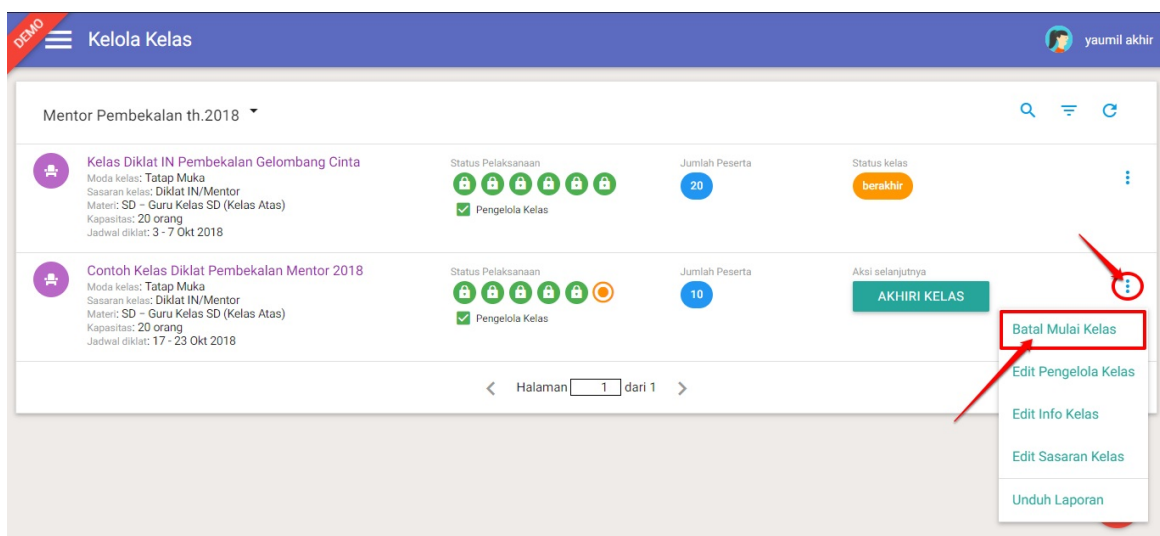 DEMO
Kelola Kelas
yaumil akhir
Mentor Pembekalan th.2018
Kelas Diklat IN Pembekalan Gelombang Cinta
Moda kelas: Tatap Muka
Sasaran kelas: Diklat IN/Mentor
Materi: SD – Guru Kelas SD (Kelas Atas)
Kapasitas: 20 orang
Jadwal diklat: 3 - 7 Okt 2018
Status Pelaksanaan
Pengelola Kelas
Jumlah Peserta
20
Status kelas
berakhir
Contoh Kelas Diklat Pembekalan Mentor 2018
Moda kelas: Tatap Muka
Sasaran kelas: Diklat IN/Mentor
Materi: SD – Guru Kelas SD (Kelas Atas)
Kapasitas: 20 orang
Jadwal diklat: 17 - 23 Okt 2018
Status Pelaksanaan
Pengelola Kelas
Jumlah Peserta
10
Aksi selanjutnya
AKHIRI KELAS
Batal Mulai Kelas
Edit Pengelola Kelas
Edit Info Kelas
Edit Sasaran Kelas
Unduh Laporan
Halaman 1 dari 1